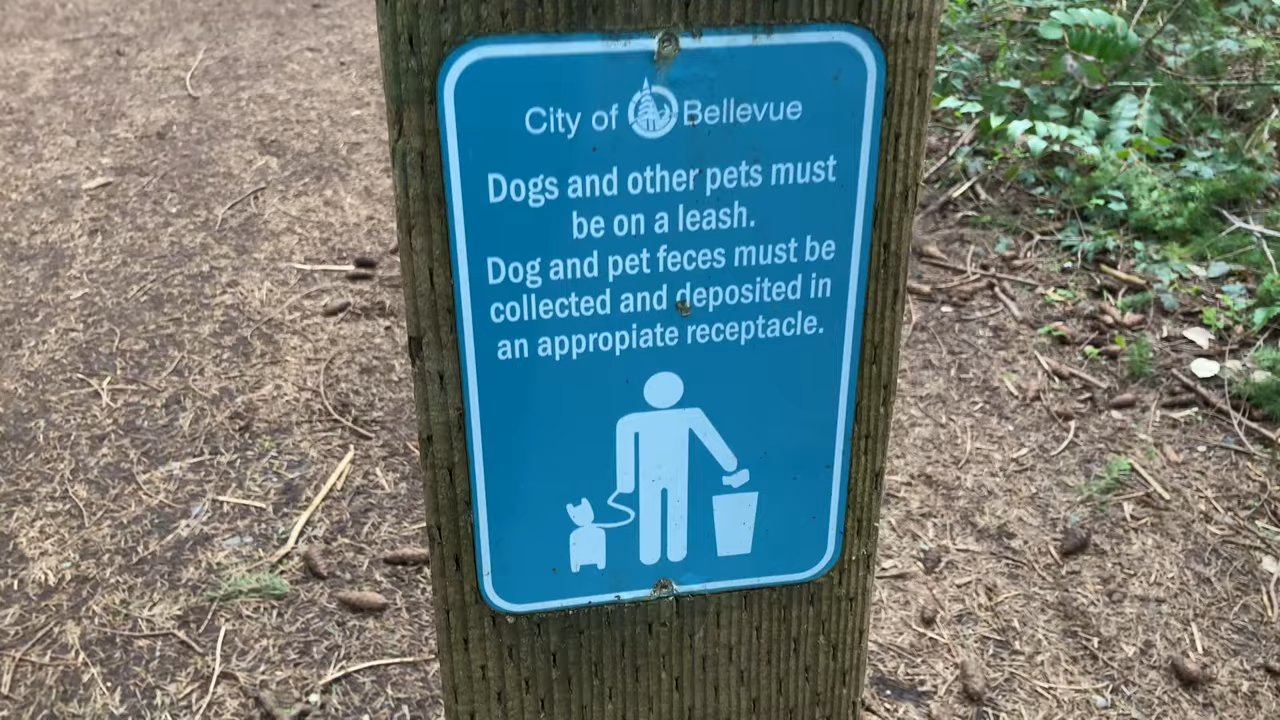 City of Bellevue
Dogs and other pets must
be on a leash.
Dog and pet feces must be
collected and deposited in
an appropiate receptacle.